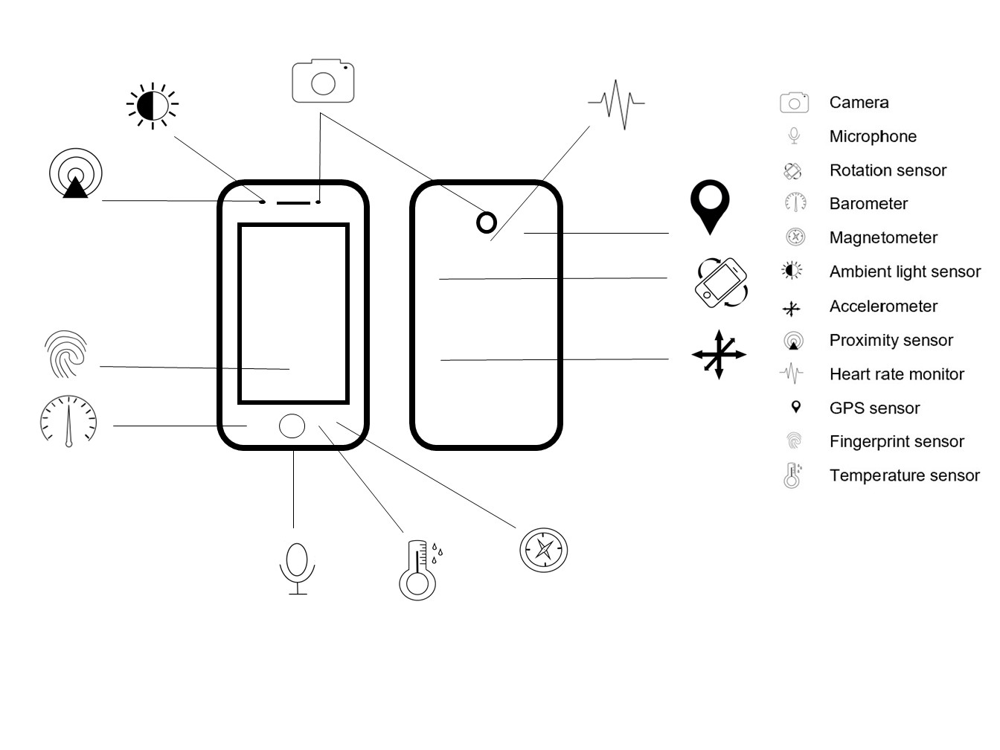 Camera
Microphone
Rotation sensor
Barometer
Magnetometer
Ambient light sensor
Accelerometer
Proximity sensor
Heart rate monitor
GPS sensor
Fingerprint sensor
Temperature sensor